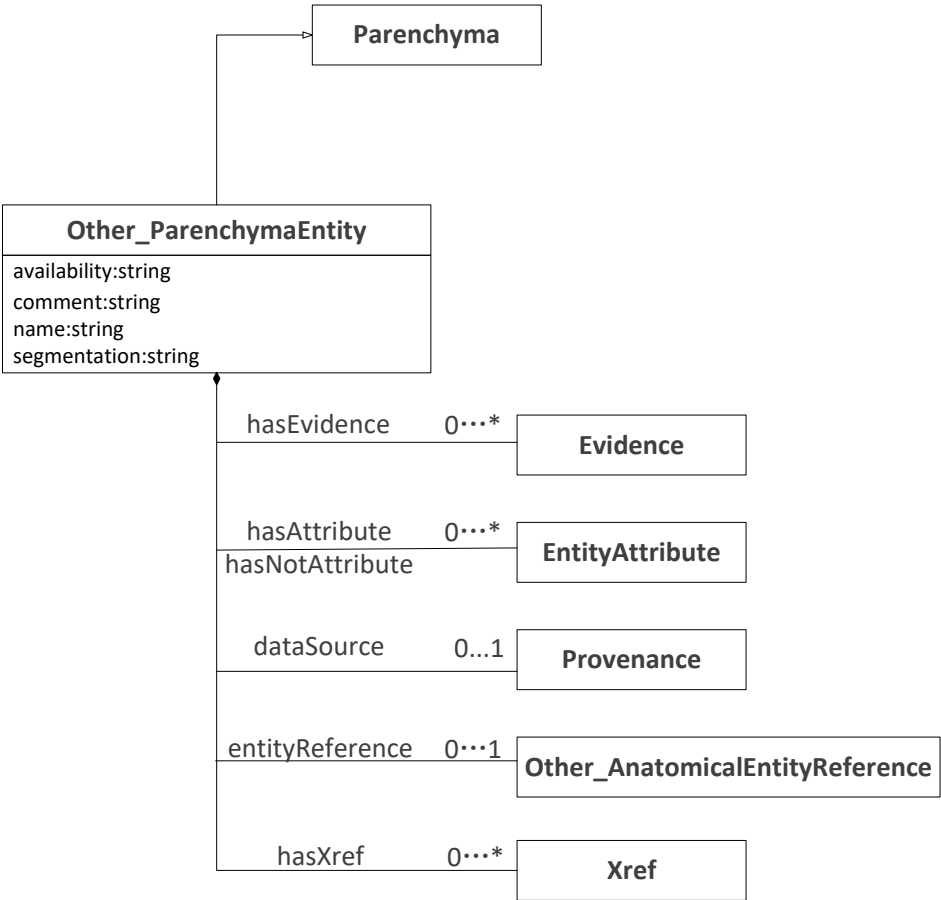 Parenchyma
Other_ParenchymaEntity
availability:string
comment:string
name:string
segmentation:string
hasEvidence 0···*
Evidence
hasAttribute 0···*
hasNotAttribute
EntityAttribute
dataSource 0...1
Provenance
entityReference 0···1
Other_AnatomicalEntityReference
hasXref 0···*
Xref